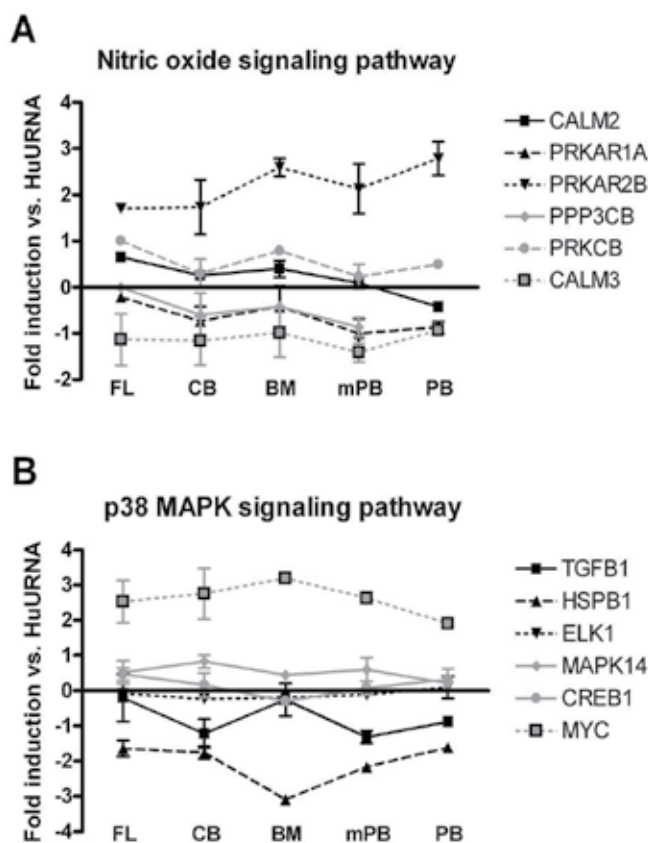 A
Nitric oxide signaling pathway
Fold induction vs. HuURNA
4
3
2
1
0
-1
-2
FL CB BM mPB PB
CALM2
PRKAR1A
PRKAR2B
PPP3CB
PRKCB
CALM3
B
p38 MAPK signaling pathway
Fold induction vs. HuURNA
4
3
2
1
0
-1
-2
-3
-4
FL CB BM mPB PB
TGFB1
HSPB1
ELK1
MAPK14
CREB1
MYC